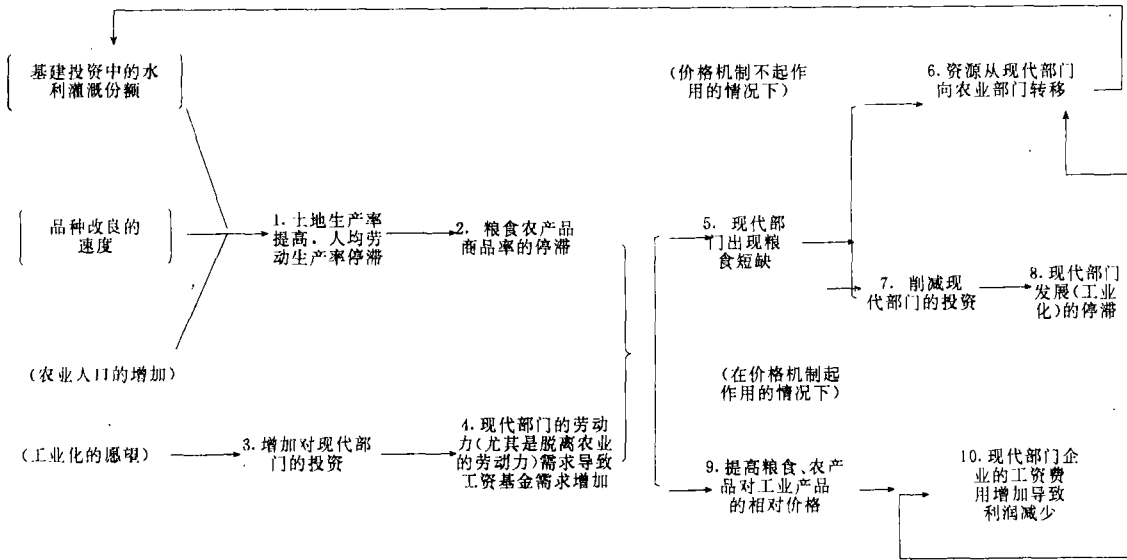 基建投资中的水
利灌溉份额
(价格机制不起作
用的情况下)
6.资源从现代部门
向农业部门转移
品种改良的
速度
1.土地生产率
提高。人均劳
动生产率停滞
2.粮食农产品
商品率的停滞
5.现代部
门出现粮
食短缺
7.削减现
代部门的投资
8.现代部门
发展(工业
化)的停滞
(农业人口的增加)
(在价格机制起
作用的情况下)
(工业化的愿望)
3.增加对现代部
门的投资
4.现代部门的劳动
力(尤其是脱离农业
的劳动力)需求导致
工资基金需求增加
9.提高粮食、农产
品对工业产品
的相对价格
10.现代部门企
业的工资费
用增加导致
利润减少